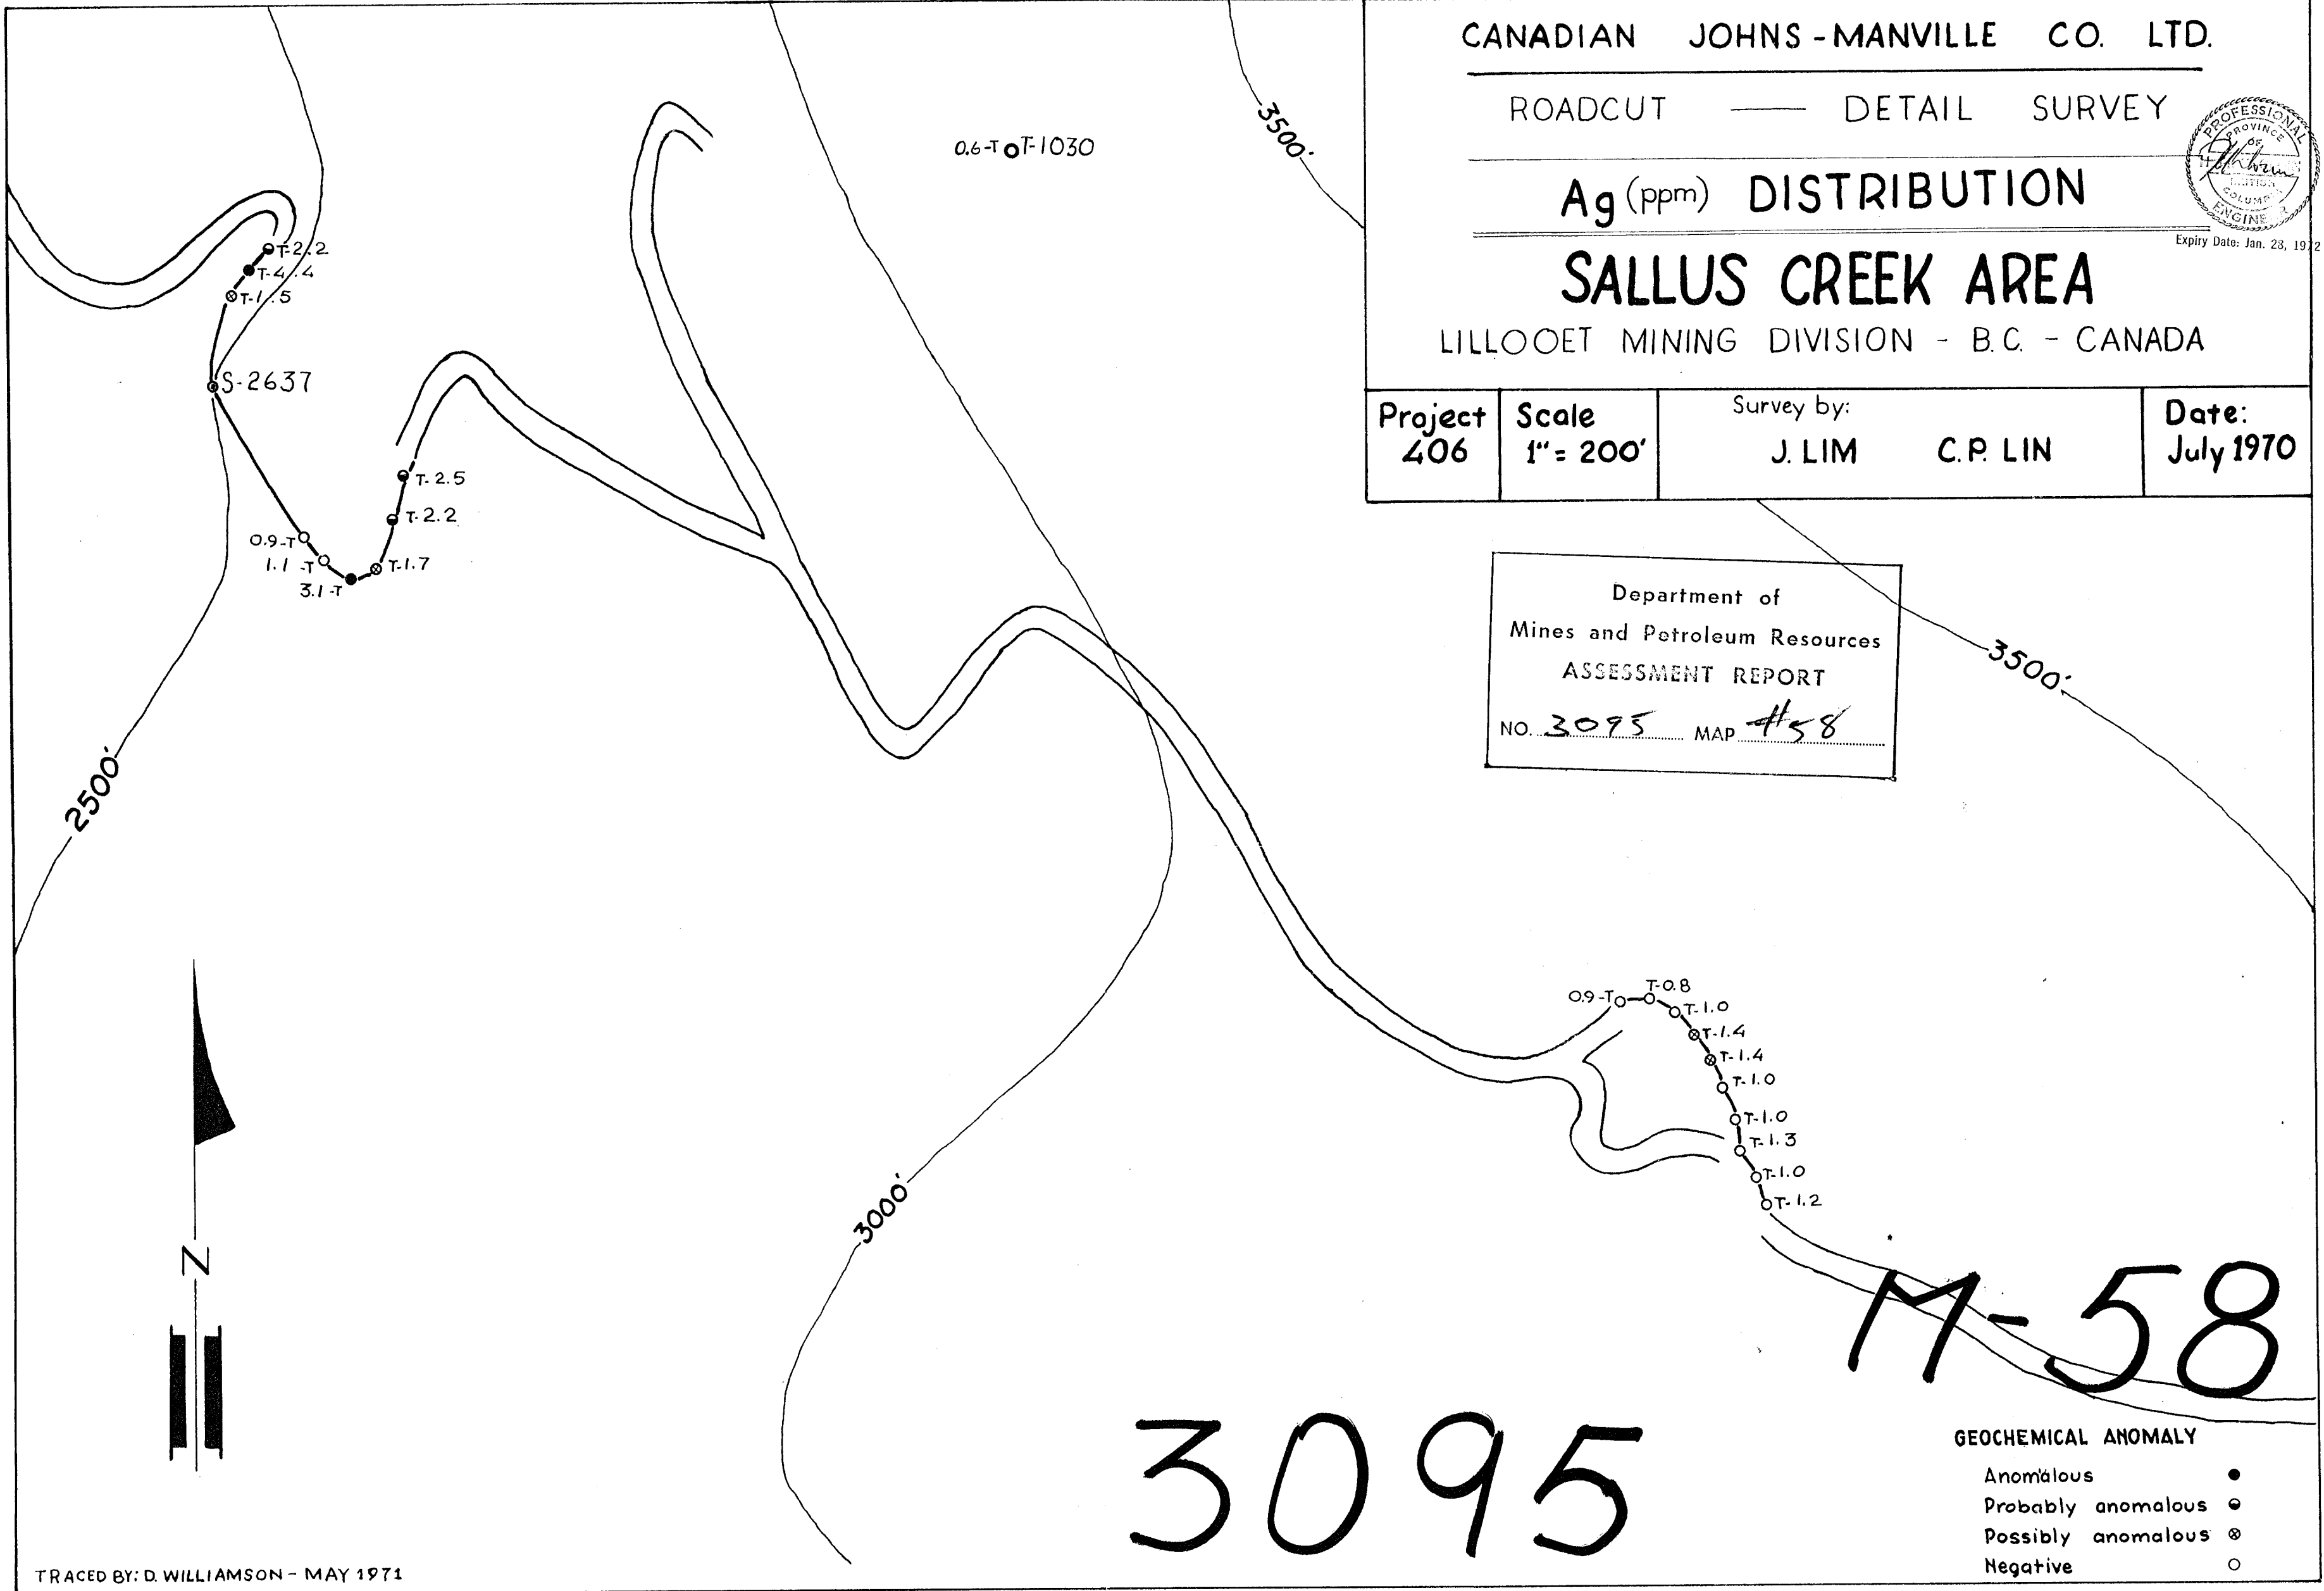 CANADIAN JOHNS-MANVILLE CO. LTD.
ROADCUT — DETAIL SURVEY
Ag (ppm) DISTRIBUTION
SALLUS CREEK AREA
LILLOOET MINING DIVISION - B.C. - CANADA
PROFESSIONAL
PROVINCE
OF
COLUMBIA
ENGINEER
Expiry Date: Jan. 28, 1972
Project
406
Scale
1" = 200'
Survey by:
J. LIM C.P. LIN
Date:
July 1970
Department of
Mines and Petroleum Resources
ASSESSMENT REPORT
NO. 3095 MAP #58
3500'
0.6-T T-1030
T-2.2
T-4.4
T-1.5
S-2637
T-2.5
T-2.2
0.9-T
1.1-T
T-1.7
3.1-T
3500'
2500'
3000'
0.9-T
T-0.8
T-1.0
T-1.4
T-1.4
T-1.0
T-1.0
T-1.3
T-1.0
T-1.2
N
M-58
3095
GEOCHEMICAL ANOMALY
Anomalous
Probably anomalous
Possibly anomalous
Negative
TRACED BY: D. WILLIAMSON - MAY 1971